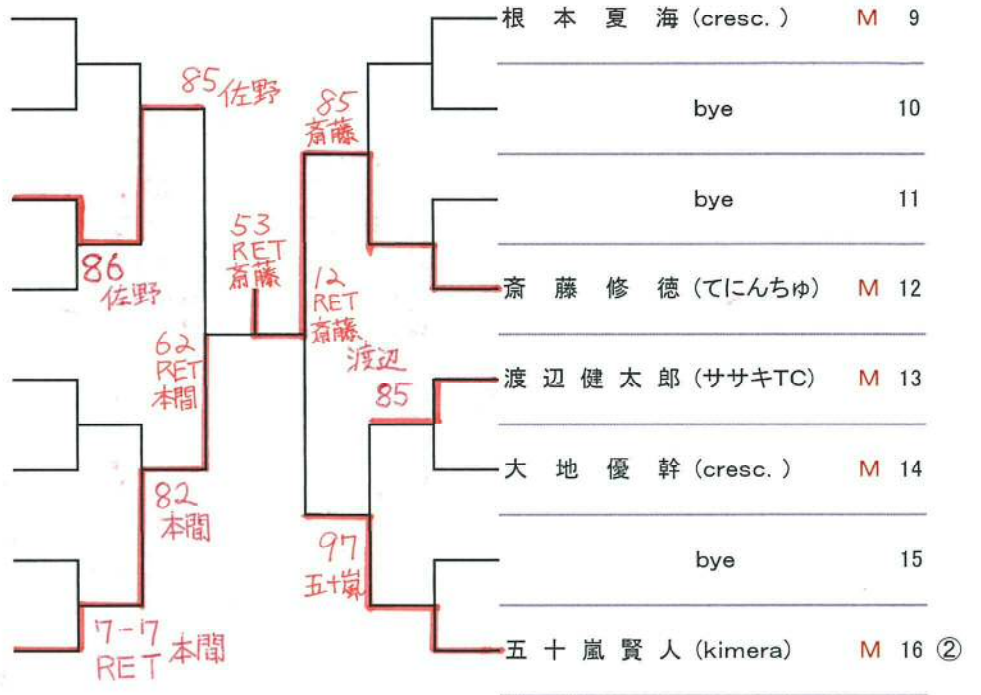 根本夏海 (cresc.) M 9
85 佐野
85
斎藤
bye 10
bye 11
53
RET
斎藤
86
佐野
12
RET
斎藤
斎藤修徳 (てにんちゅ) M 12
62
RET
本間
渡辺
85
渡辺健太郎 (ササキTC) M 13
大地優幹 (cresc.) M 14
82
本間
97
五十嵐
bye 15
7-7
RET 本間
五十嵐賢人 (kimera) M 16 ②